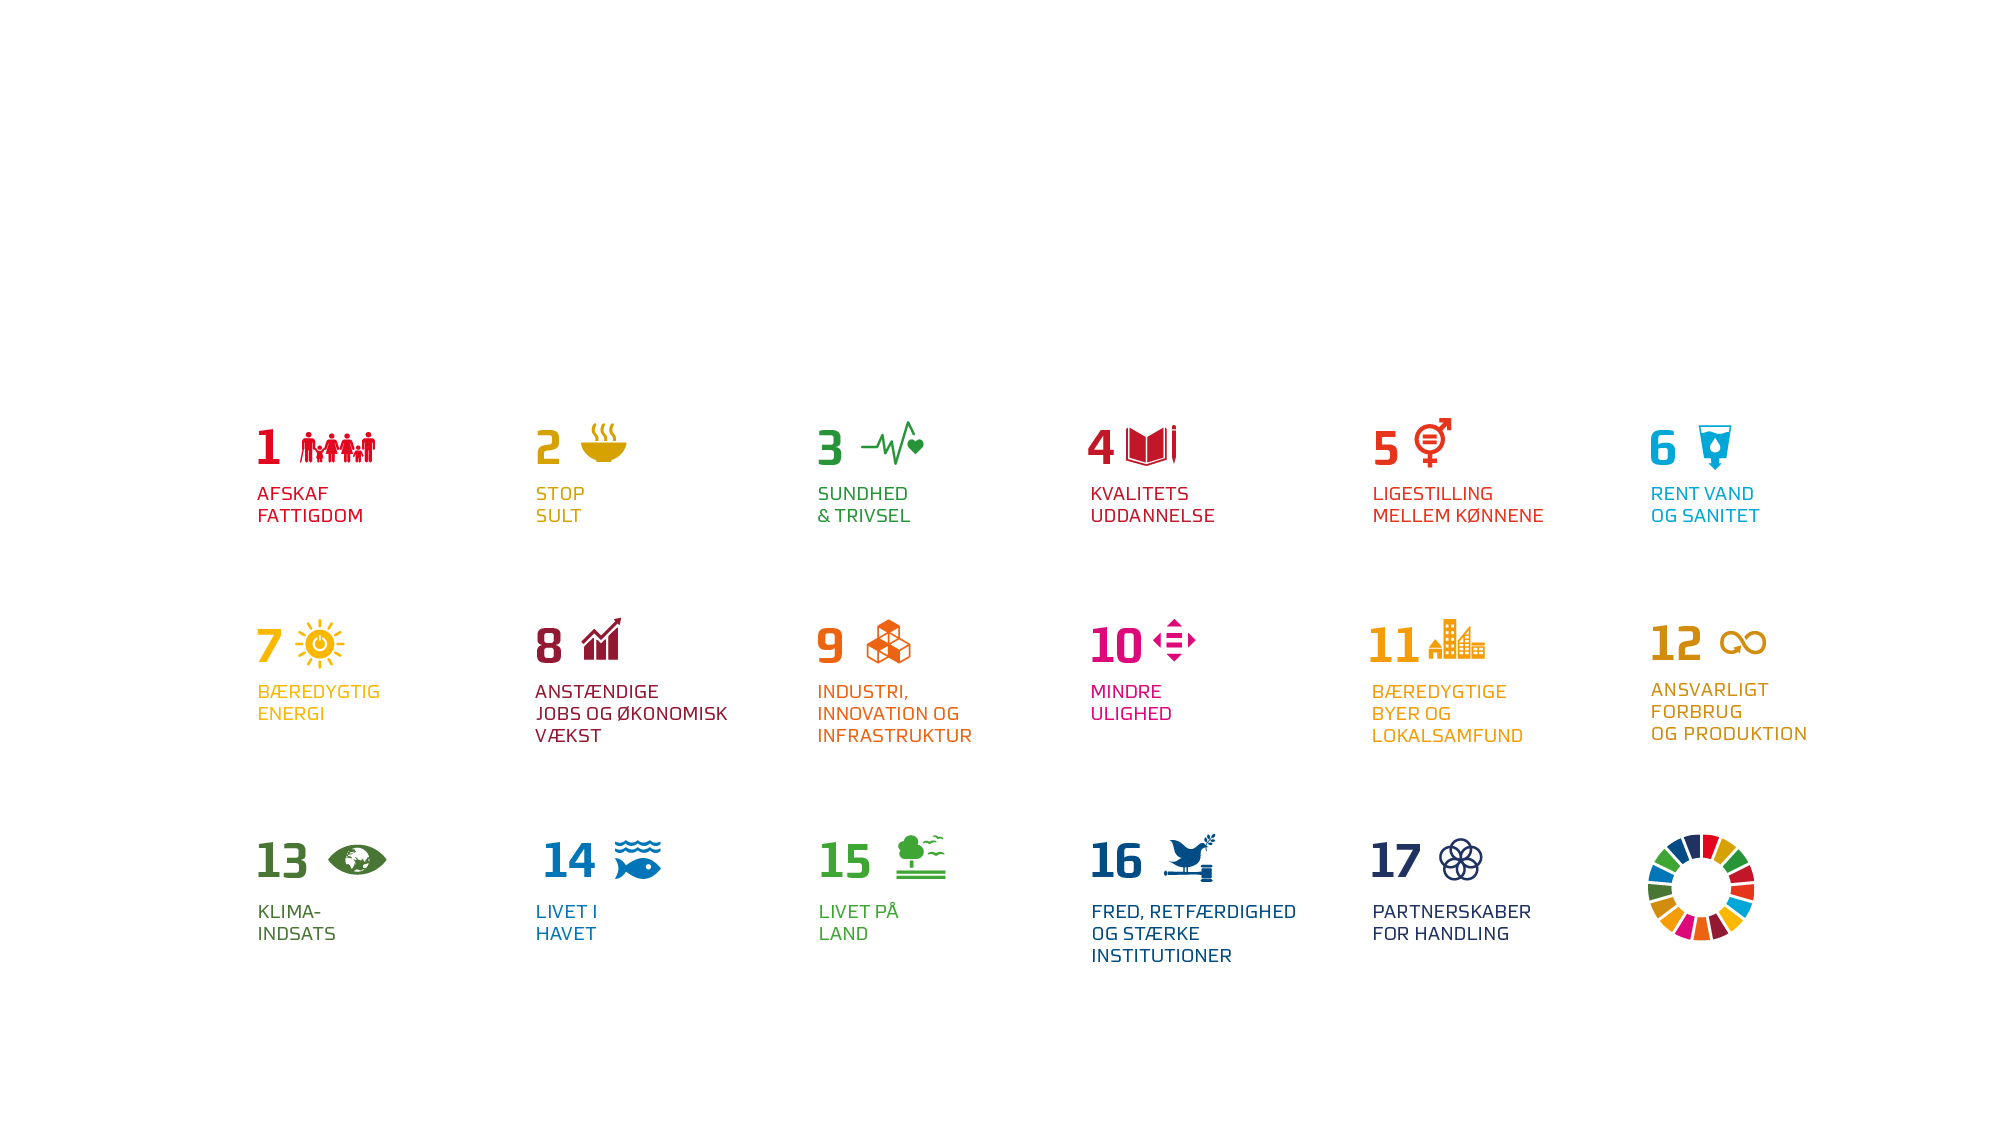 1
AFSKAF
FATTIGDOM
2
STOP
SULT
3
SUNDHED
& TRIVSEL
4
KVALITETS
UDDANNELSE
5
LIGESTILLING
MELLEM KØNNENE
6
RENT VAND
OG SANITET
7
BÆREDYGTIG
ENERGI
8
ANSTÆNDIGE
JOBS OG ØKONOMISK
VÆKST
9
INDUSTRI,
INNOVATION OG
INFRASTRUKTUR
10
MINDRE
ULIGHED
11
BÆREDYGTIGE
BYER OG
LOKALSAMFUND
12
ANSVARLIGT
FORBRUG
OG PRODUKTION
13
KLIMA-
INDSATS
14
LIVET I
HAVET
15
LIVET PÅ
LAND
16
FRED, RETFÆRDIGHED
OG STÆRKE
INSTITUTIONER
17
PARTNERSKABER
FOR HANDLING